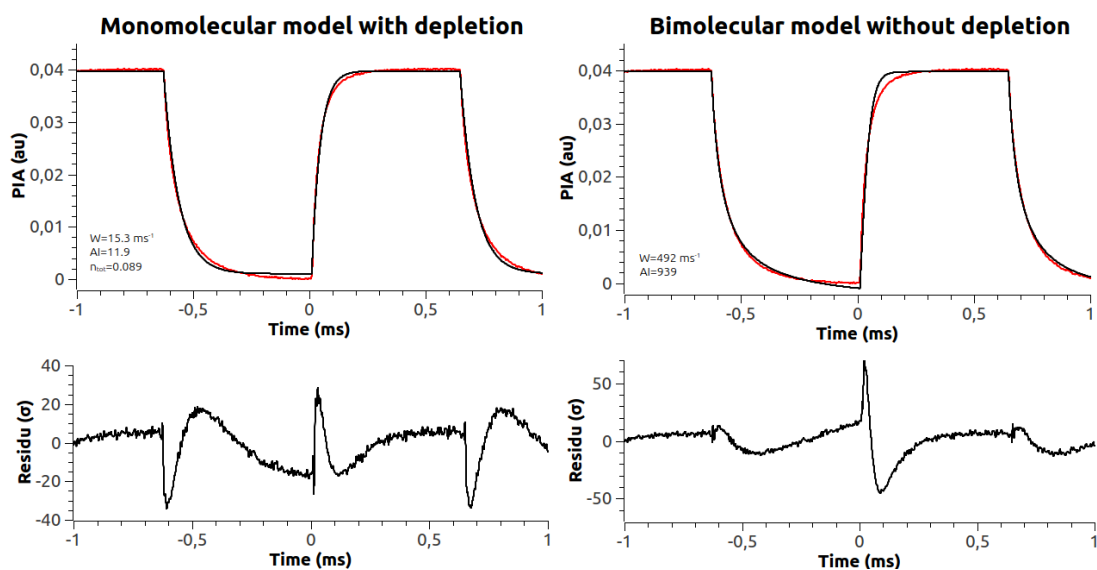 Monomolecular model with depletion
PIA (au)
0,04
0,03
0,02
0,01
0
W=15.3 ms⁻¹
AI=11.9
nₜₒₜ=0.089
-1
-0,5
0
0,5
1
Time (ms)
Residu (σ)
40
20
0
-20
-40
-1
-0,5
0
0,5
1
Time (ms)
Bimolecular model without depletion
PIA (au)
0,04
0,03
0,02
0,01
0
W=492 ms⁻¹
AI=939
-1
-0,5
0
0,5
1
Time (ms)
Residu (σ)
50
0
-50
-1
-0,5
0
0,5
1
Time (ms)